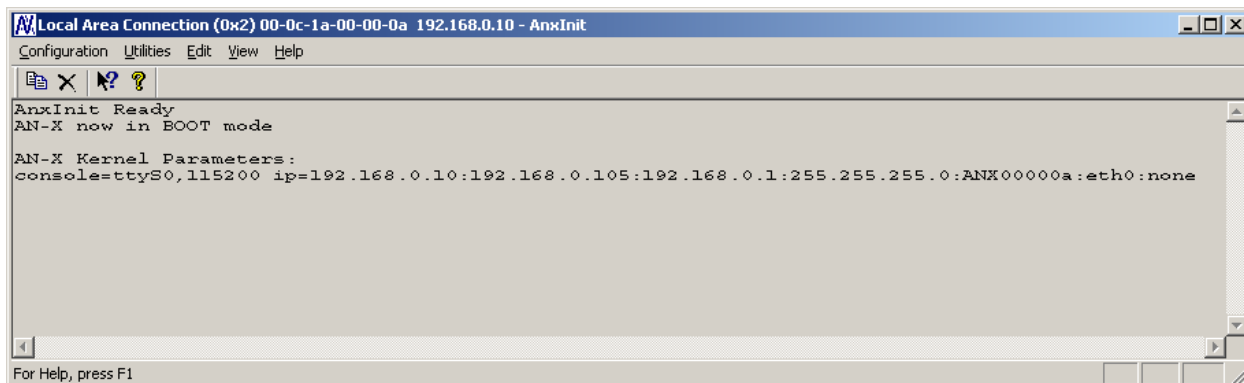 Local Area Connection (0x2) 00-0c-1a-00-00-0a 192.168.0.10 - AnxInit
Configuration Utilities Edit View Help
AnxInit Ready
AN-X now in BOOT mode
AN-X Kernel Parameters:
console=ttyS0,115200 ip=192.168.0.10:192.168.0.105:192.168.0.1:255.255.255.0:ANX00000a:eth0:none
For Help, press F1